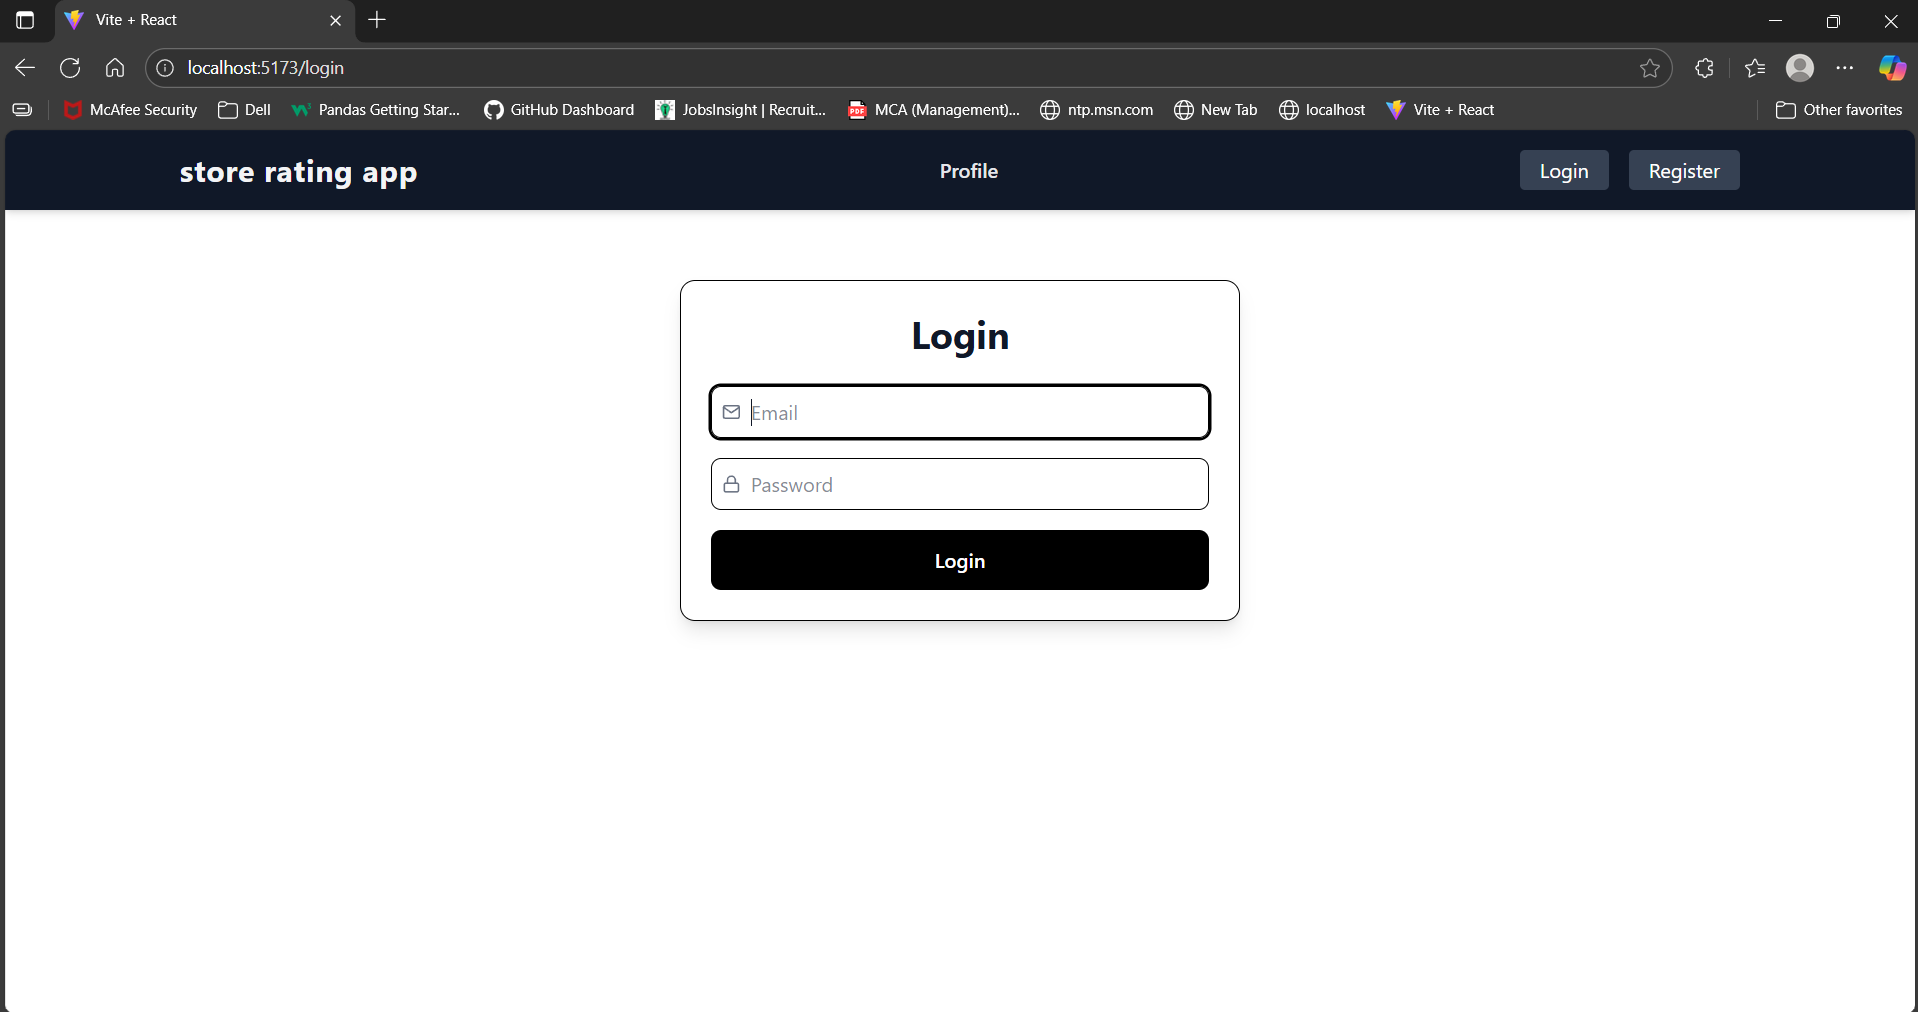 Vite + React
localhost:5173/login
McAfee Security Dell Pandas Getting Star... GitHub Dashboard JobsInsight | Recruit... PDF MCA (Management)... ntp.msn.com New Tab localhost Vite + React Other favorites
store rating app Profile Login Register
Login
Email
Password
Login